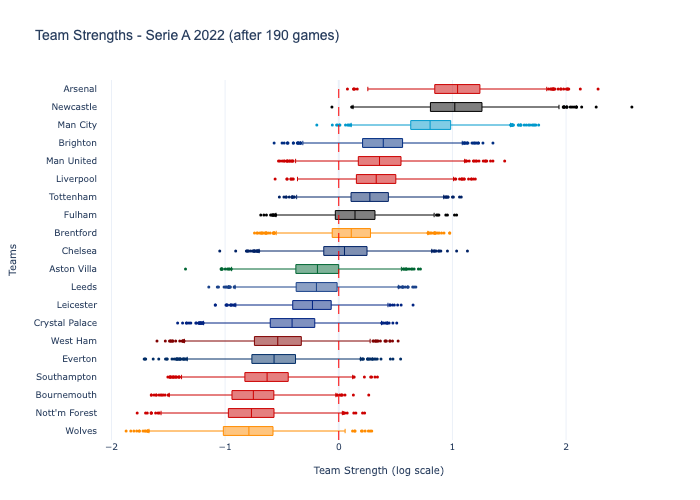 Team Strengths - Serie A 2022 (after 190 games)
Arsenal
Newcastle
Man City
Brighton
Man United
Liverpool
Tottenham
Fulham
Brentford
Chelsea
Aston Villa
Leeds
Leicester
Crystal Palace
West Ham
Everton
Southampton
Bournemouth
Nott'm Forest
Wolves
Teams
−2 −1 0 1 2
Team Strength (log scale)